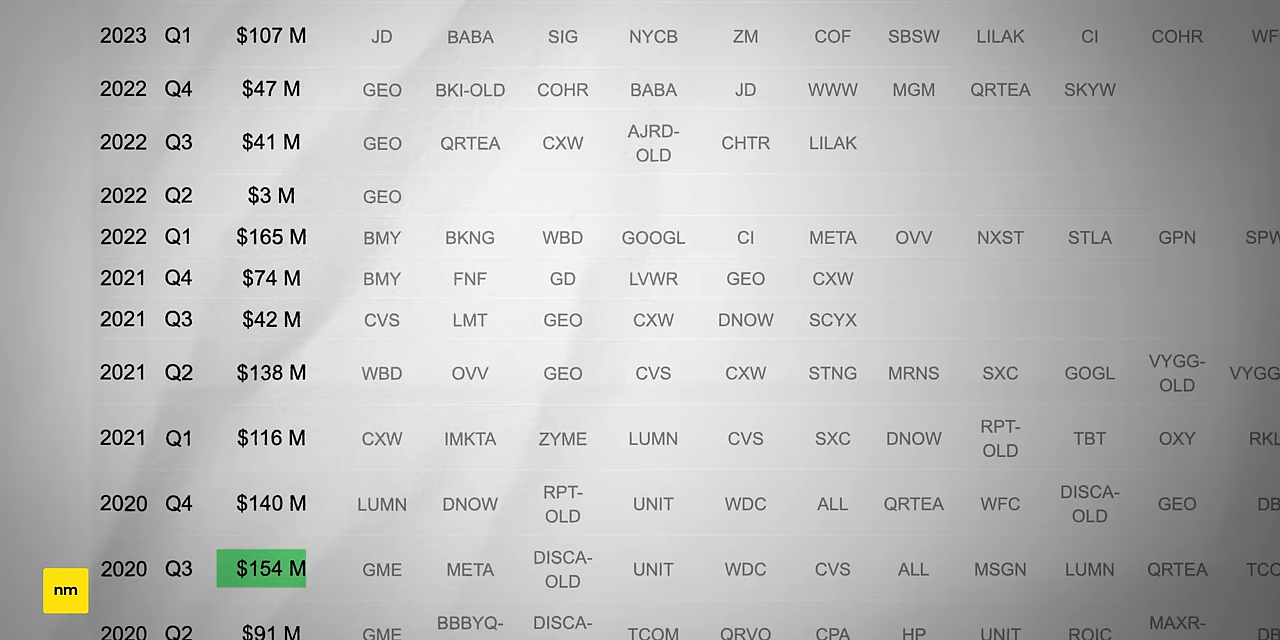 2023 Q1 $107 M JD BABA SIG NYCB ZM COF SBSW LILAK CI COHR
2022 Q4 $47 M GEO BKI-OLD COHR BABA JD WWW MGM QRTEA SKYW
2022 Q3 $41 M GEO QRTEA CXW AJRD-OLD CHTR LILAK
2022 Q2 $3 M GEO
2022 Q1 $165 M BMY BKNG WBD GOOGL CI META OVV NXST STLA GPN SPW
2021 Q4 $74 M BMY FNF GD LVWR GEO CXW
2021 Q3 $42 M CVS LMT GEO CXW DNOW SCYX
2021 Q2 $138 M WBD OVV GEO CVS CXW STNG MRNS SXC GOGL VYGG-OLD VYGG
2021 Q1 $116 M CXW IMKTA ZYME LUMN CVS SXC DNOW RPT-OLD TBT OXY
2020 Q4 $140 M LUMN DNOW RPT-OLD UNIT WDC ALL QRTEA WFC DISCA-OLD GEO
2020 Q3 $154 M GME META DISCA-OLD UNIT WDC CVS ALL MSGN LUMN QRTEA
2020 Q2 $91 M GME BBBYQ- DISCA- TCOM QRVO CPA HP UNIT ROIC MAXR-
nm